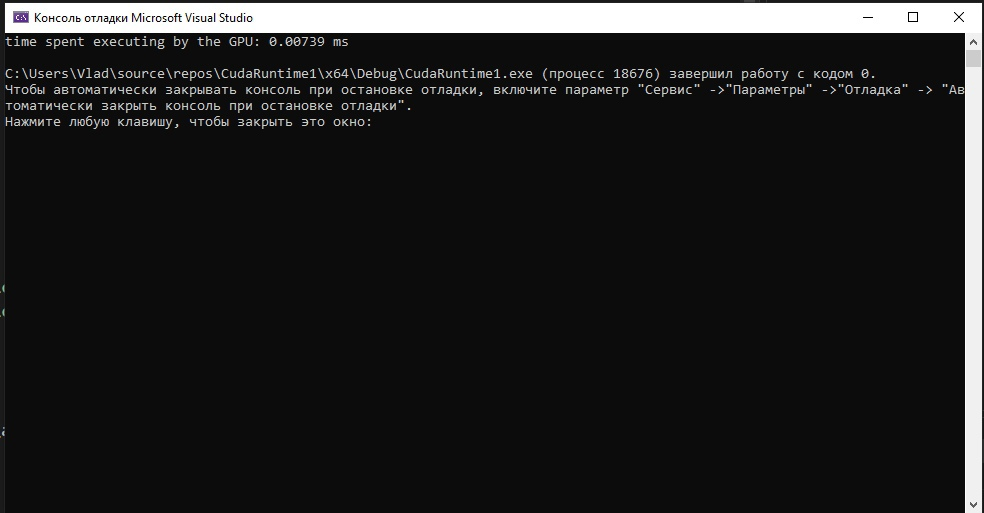 Консоль отладки Microsoft Visual Studio
time spent executing by the GPU: 0.00739 ms
C:\Users\Vlad\source\repos\CudaRuntime1\x64\Debug\CudaRuntime1.exe (процесс 18676) завершил работу с кодом 0.
Чтобы автоматически закрывать консоль при остановке отладки, включите параметр "Сервис" ->"Параметры" ->"Отладка" -> "Ав
томатически закрыть консоль при остановке отладки".
Нажмите любую клавишу, чтобы закрыть это окно: